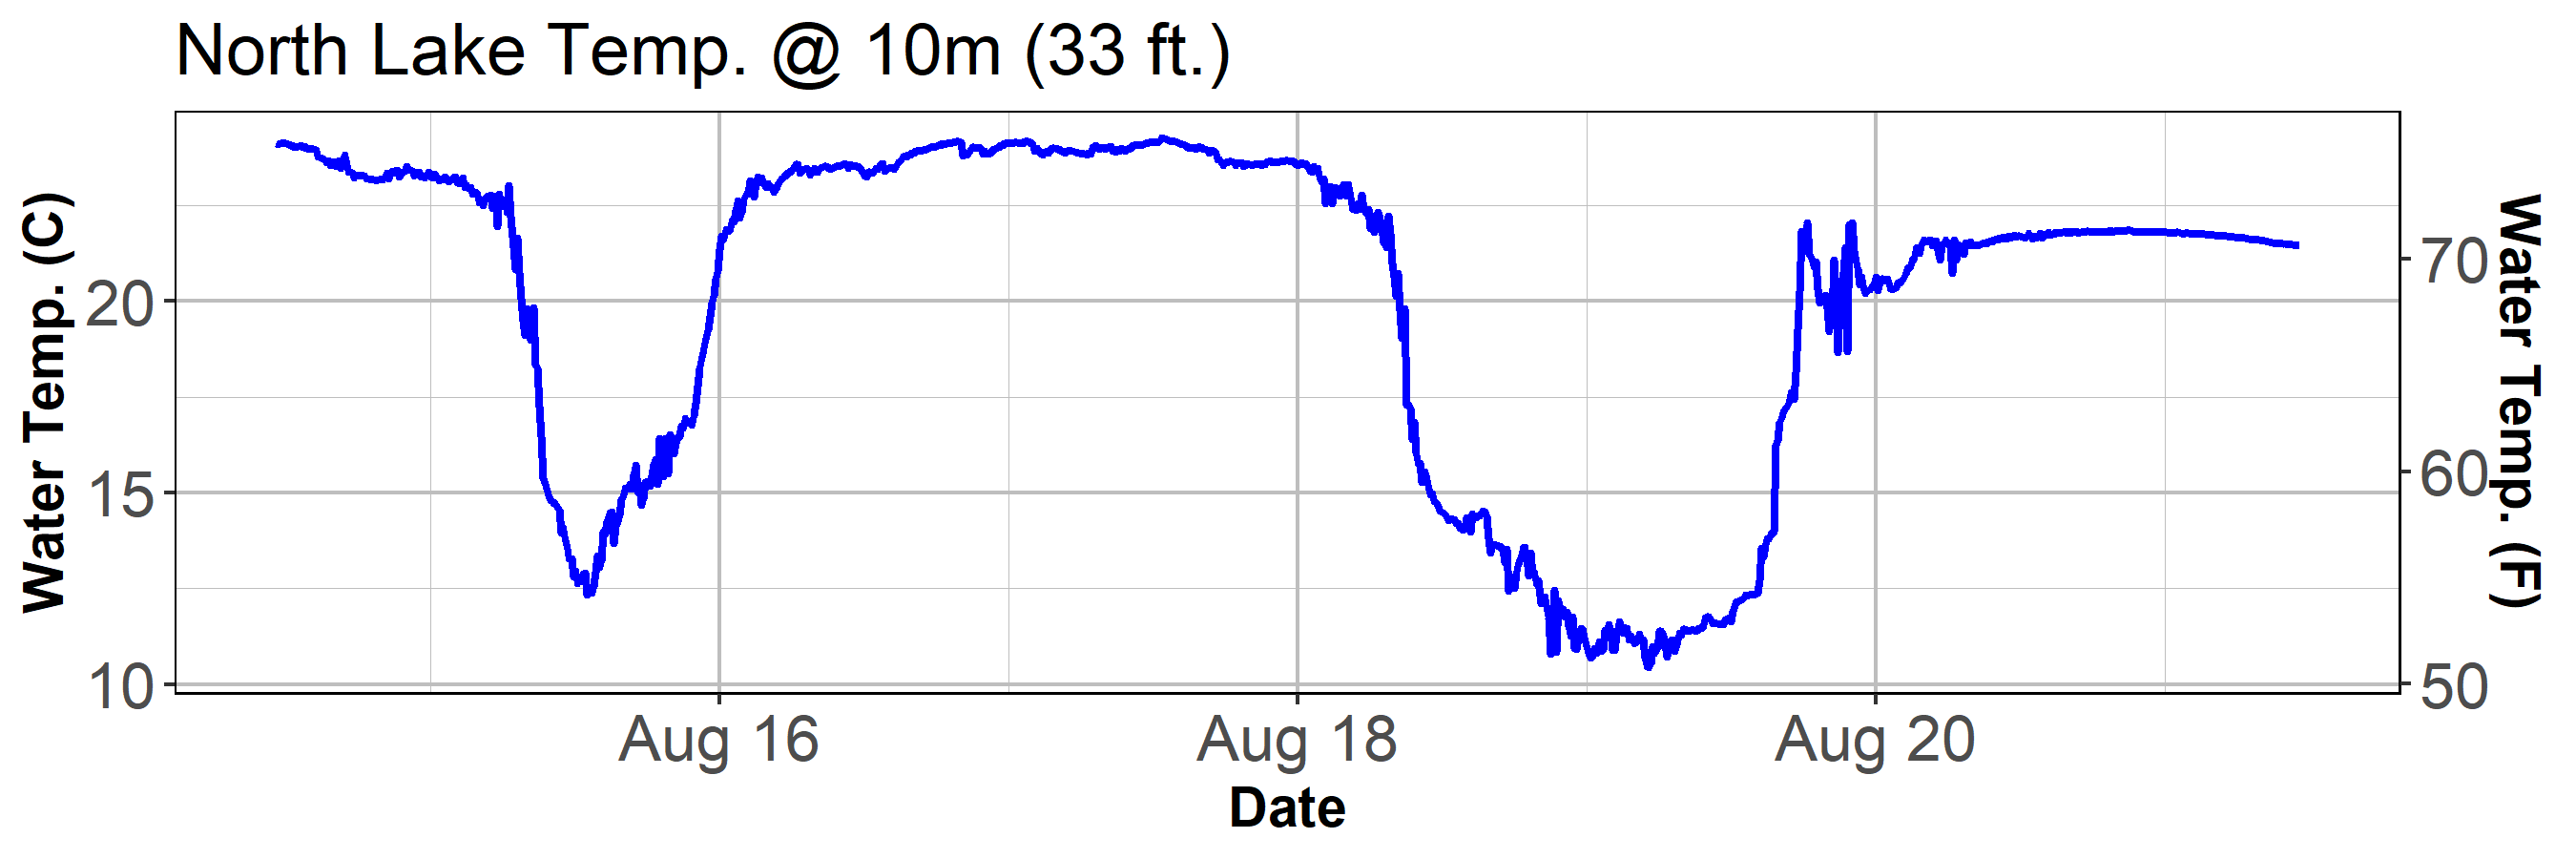 North Lake Temp. @ 10m (33 ft.)
Water Temp. (C)
20
15
10
70
60
50
Water Temp. (F)
Aug 16
Aug 18
Aug 20
Date